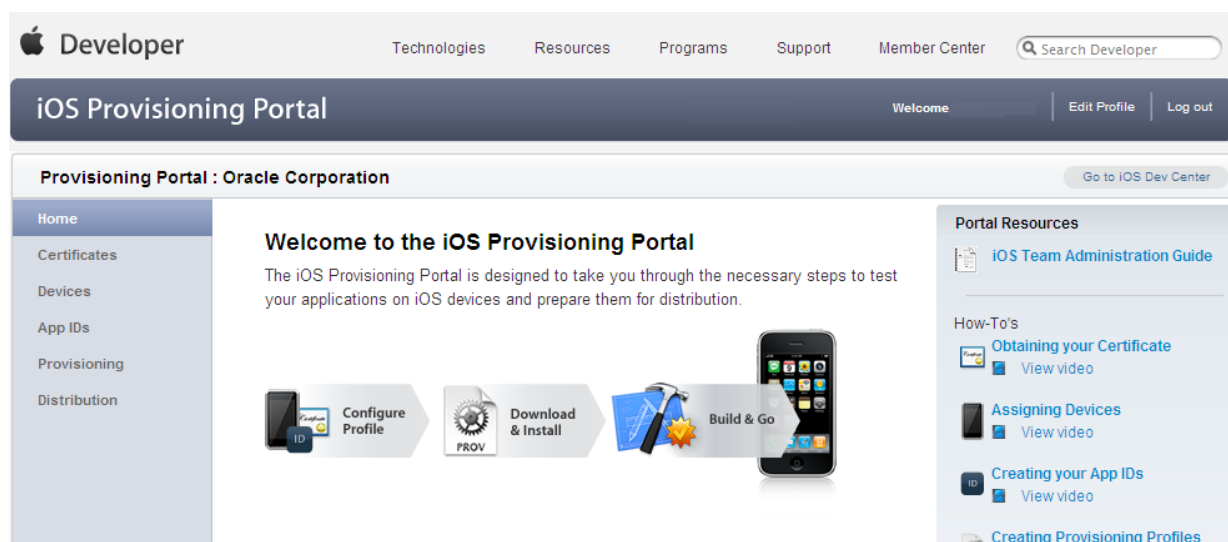 Developer
Technologies Resources Programs Support Member Center Search Developer
iOS Provisioning Portal
Welcome Edit Profile Log out
Provisioning Portal : Oracle Corporation
Go to iOS Dev Center
Home
Certificates
Devices
App IDs
Provisioning
Distribution
Welcome to the iOS Provisioning Portal
The iOS Provisioning Portal is designed to take you through the necessary steps to test
your applications on iOS devices and prepare them for distribution.
ID
Configure
Profile
PROV
Download
& Install
Build & Go
Portal Resources
iOS Team Administration Guide
How-To's
Obtaining your Certificate
View video
Assigning Devices
View video
ID
Creating your App IDs
View video
Creating Provisioning Profiles